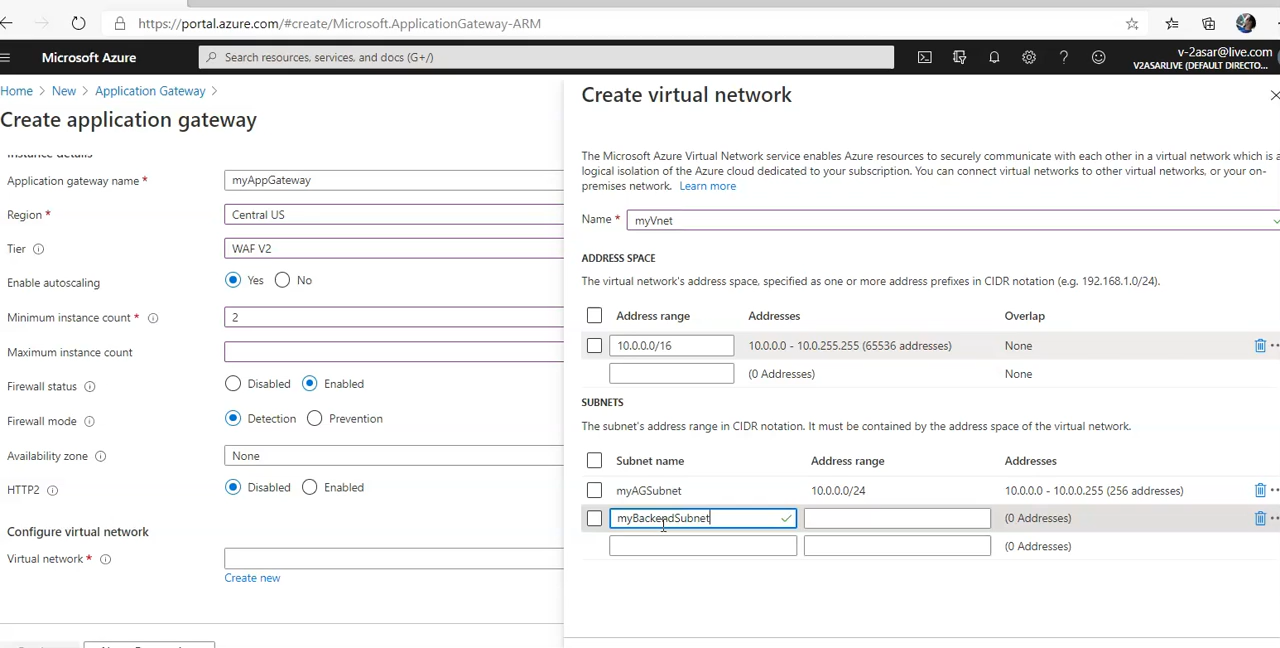 https://portal.azure.com/#create/Microsoft.ApplicationGateway-ARM
Microsoft Azure
Search resources, services, and docs (G+/)
v-2asar@live.com
V2ASARLIVE (DEFAULT DIRECTO...
Home > New > Application Gateway >
Create application gateway
Instance details
Application gateway name *
myAppGateway
Region *
Central US
Tier
WAF V2
Enable autoscaling
Yes No
Minimum instance count *
2
Maximum instance count
Firewall status
Disabled Enabled
Firewall mode
Detection Prevention
Availability zone
None
HTTP2
Disabled Enabled
Configure virtual network
Virtual network *
Create new
Create virtual network
The Microsoft Azure Virtual Network service enables Azure resources to securely communicate with each other in a virtual network which is a
logical isolation of the Azure cloud dedicated to your subscription. You can connect virtual networks to other virtual networks, or your on-
premises network. Learn more
Name *
myVnet
ADDRESS SPACE
The virtual network's address space, specified as one or more address prefixes in CIDR notation (e.g. 192.168.1.0/24).
Address range Addresses Overlap
10.0.0.0/16 10.0.0.0 - 10.0.255.255 (65536 addresses) None
(0 Addresses) None
SUBNETS
The subnet's address range in CIDR notation. It must be contained by the address space of the virtual network.
Subnet name Address range Addresses
myAGSubnet 10.0.0.0/24 10.0.0.0 - 10.0.0.255 (256 addresses)
myBackendSubnet (0 Addresses)
(0 Addresses)